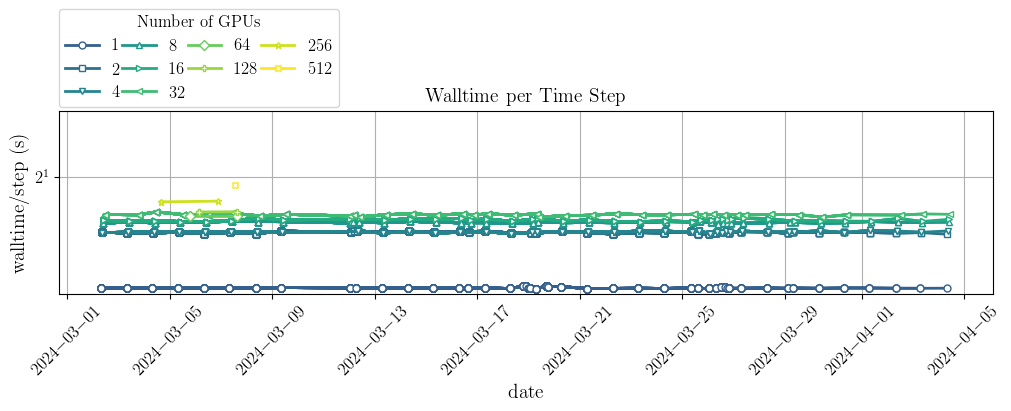 Number of GPUs
1 8 64 256
2 16 128 512
4 32
Walltime per Time Step
walltime/step (s)
2¹
2024−03−01 2024−03−05 2024−03−09 2024−03−13 2024−03−17 2024−03−21 2024−03−25 2024−03−29 2024−04−01 2024−04−05
date